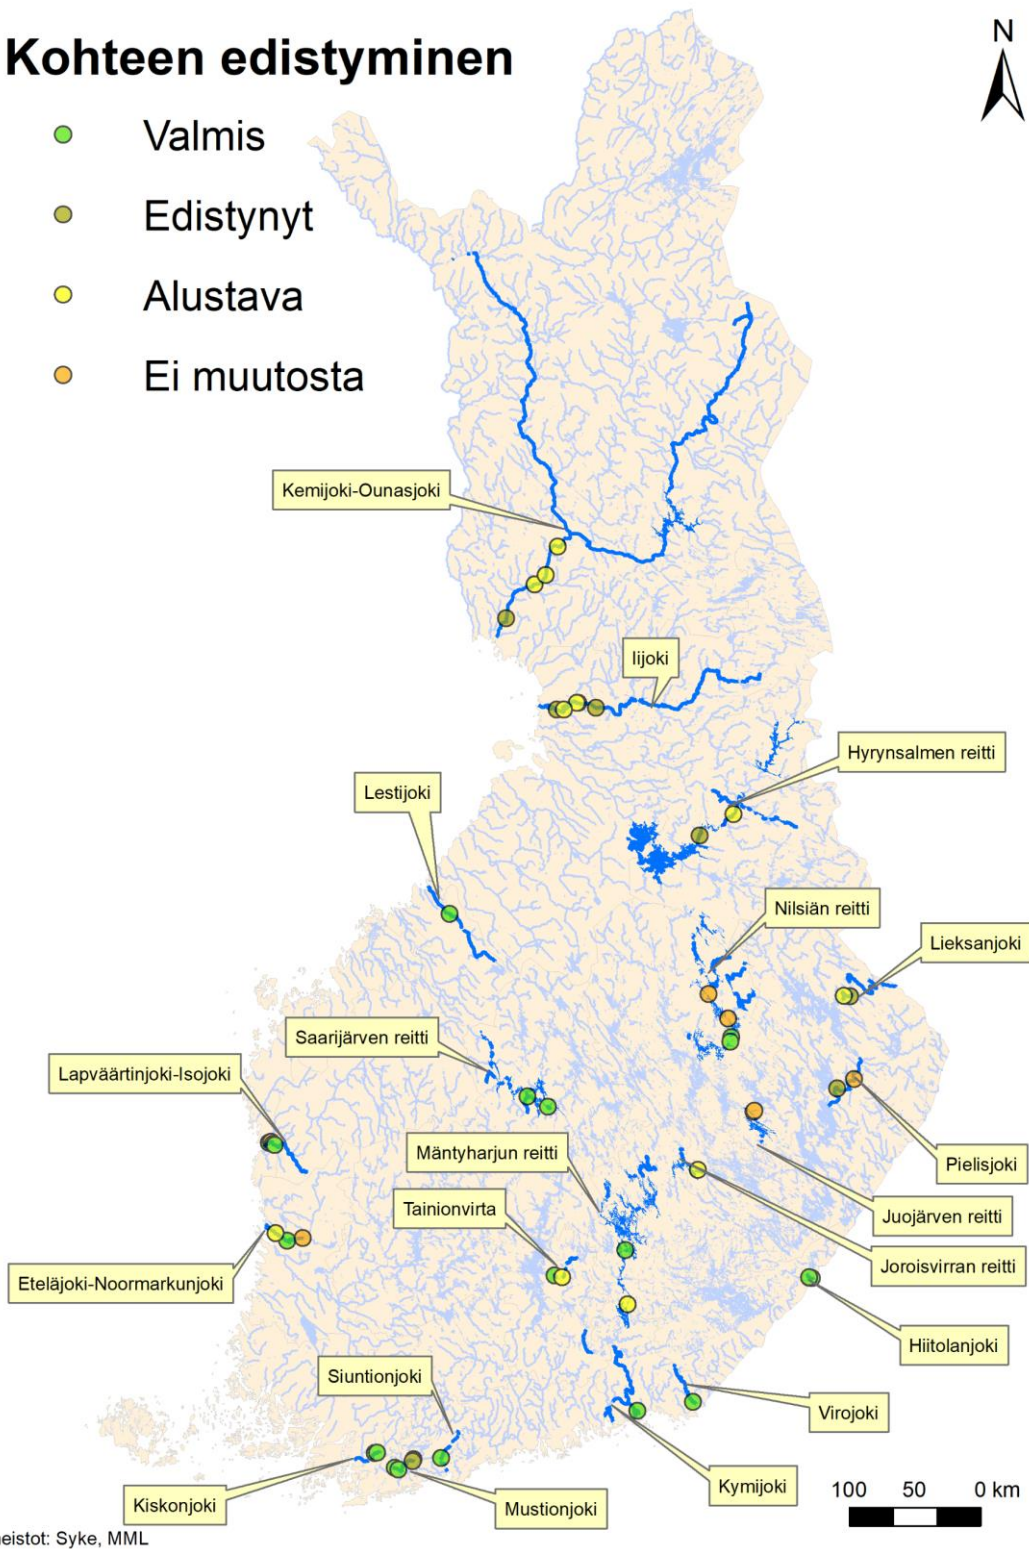 Kohteen edistyminen
N
Valmis
Edistynyt
Alustava
Ei muutosta
Kemijoki-Ounasjoki
Iijoki
Hyrynsalmen reitti
Lestijoki
Nilsiän reitti
Lieksanjoki
Saarijärven reitti
Lapväärtinjoki-Isojoki
Mäntyharjun reitti
Pielisjoki
Tainionvirta
Juojärven reitti
Joroisvirran reitti
Eteläjoki-Noormarkunjoki
Hiitolanjoki
Siuntionjoki
Virojoki
Kymijoki
Kiskonjoki
Mustionjoki
100 50 0 km
eistot: Syke, MML